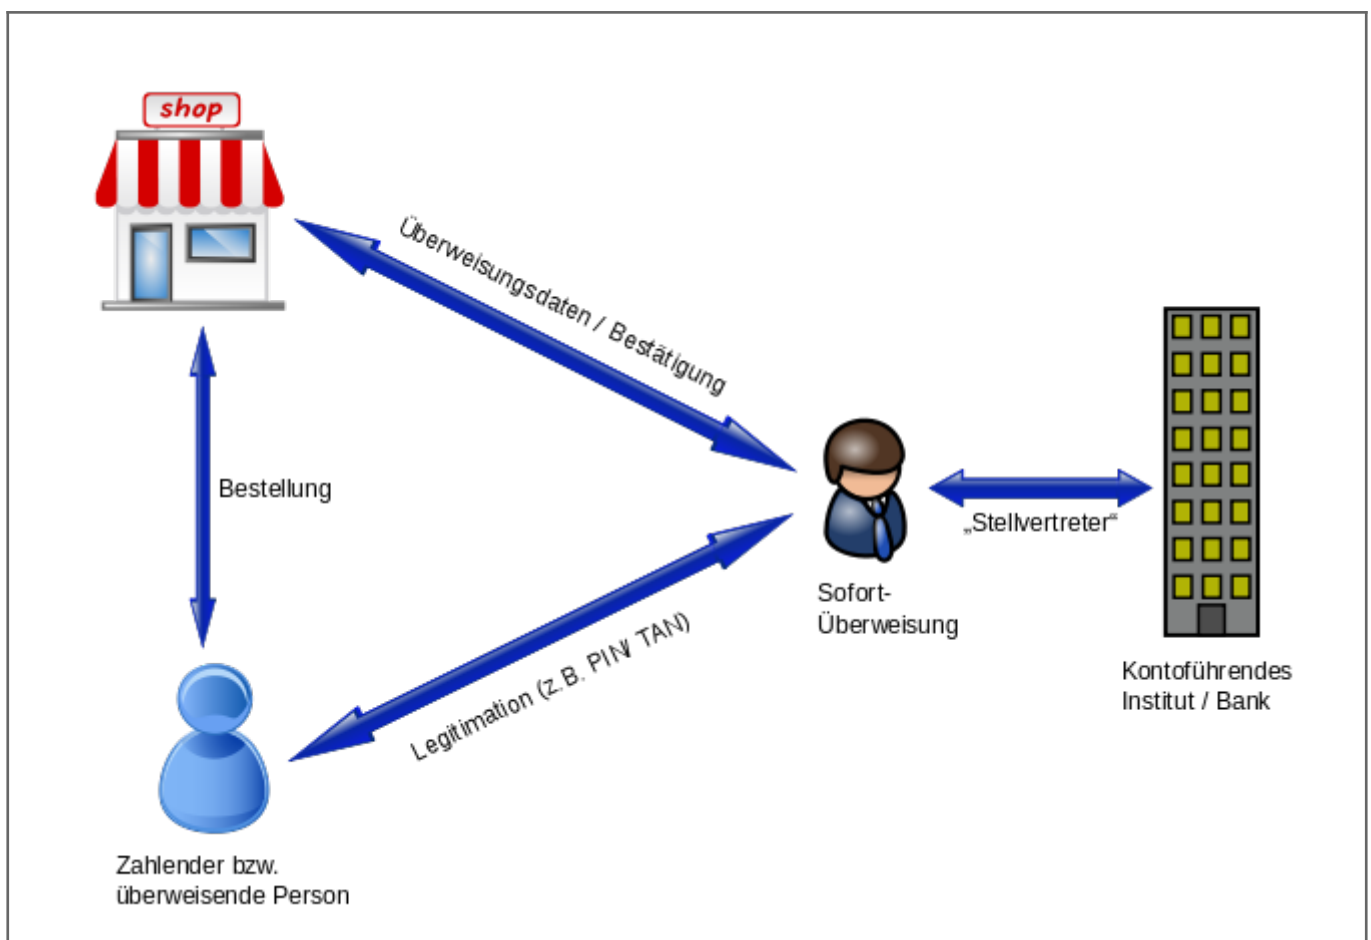 shop
Überweisungsdaten / Bestätigung
Bestellung
„Stellvertreter“
Sofort-
Überweisung
Legitimation (z.B. PIN/ TAN)
Kontoführendes
Institut / Bank
Zahlender bzw.
überweisende Person